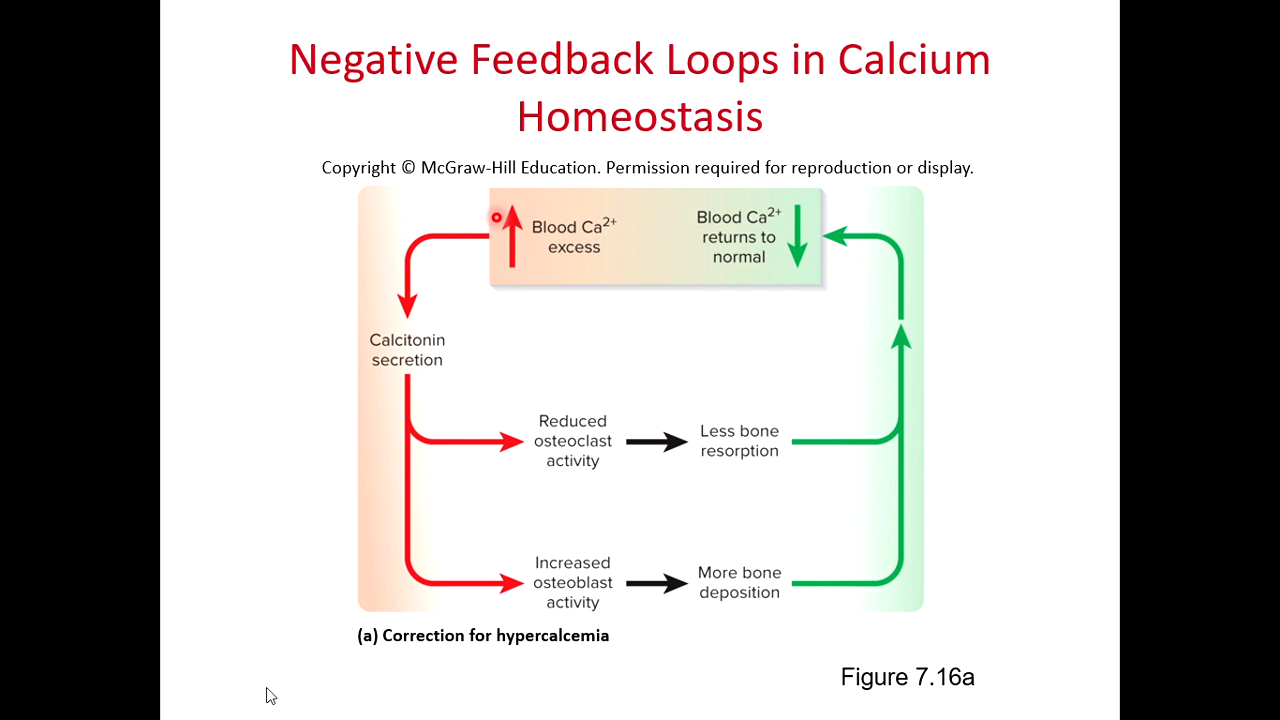 Negative Feedback Loops in Calcium
Homeostasis
Copyright © McGraw-Hill Education. Permission required for reproduction or display.
Blood Ca2+
excess
Blood Ca2+
returns to
normal
Calcitonin
secretion
Reduced
osteoclast
activity
Less bone
resorption
Increased
osteoblast
activity
More bone
deposition
(a) Correction for hypercalcemia
Figure 7.16a